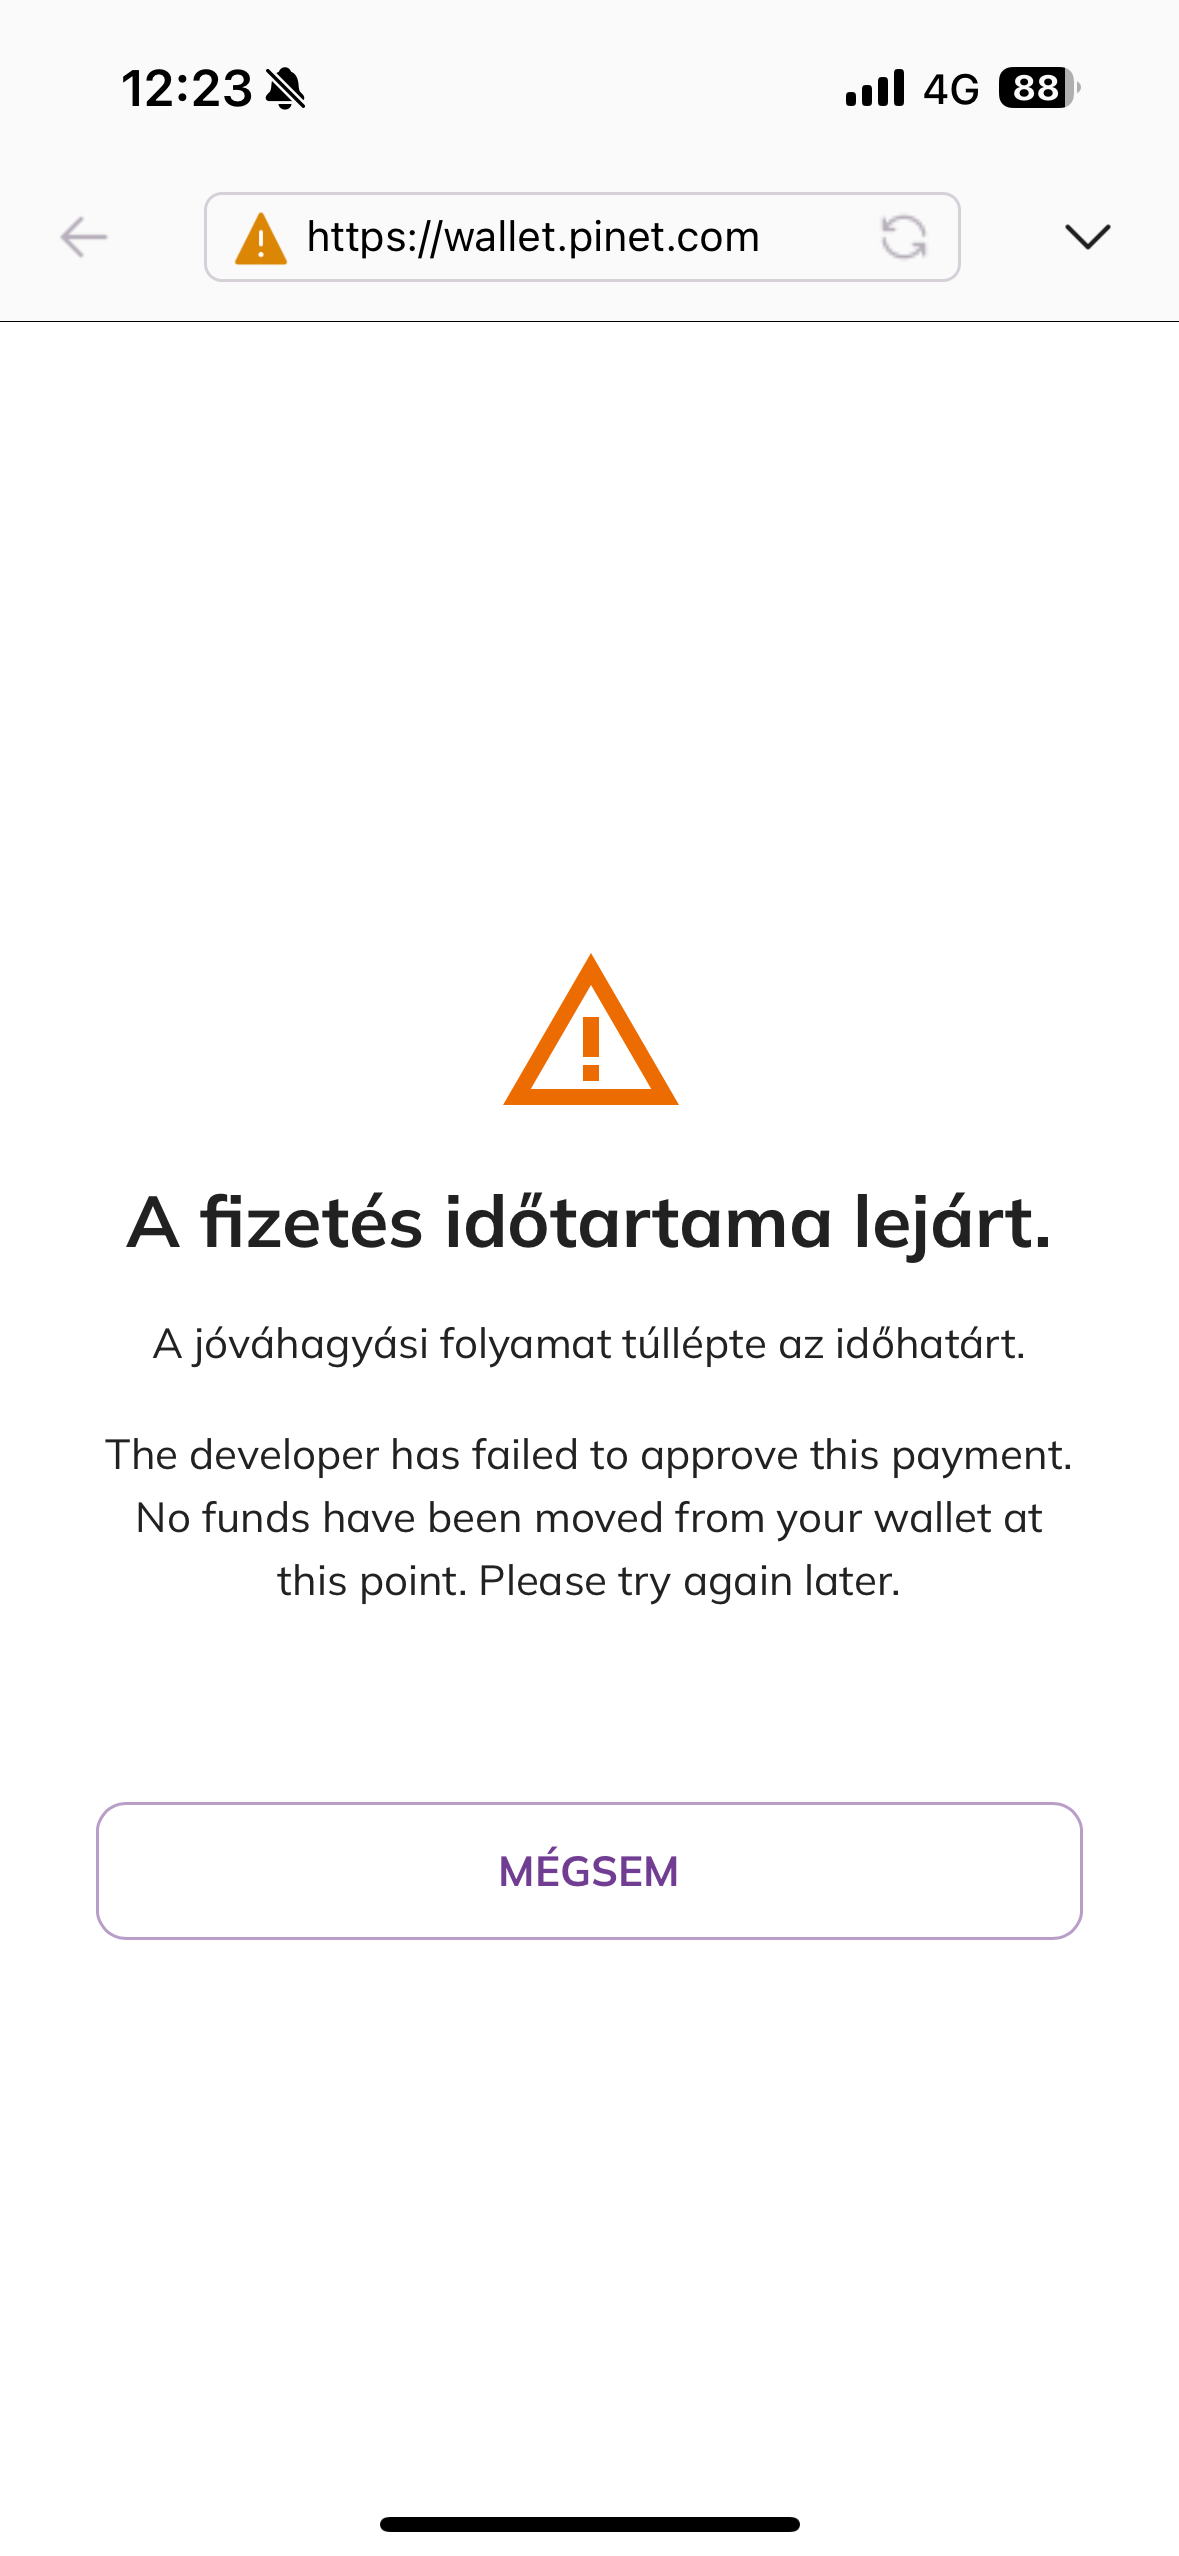 12:23
4G
88
https://wallet.pinet.com
A fizetés időtartama lejárt.
A jóváhagyási folyamat túllépte az időhatárt.
The developer has failed to approve this payment.
No funds have been moved from your wallet at
this point. Please try again later.
MÉGSEM